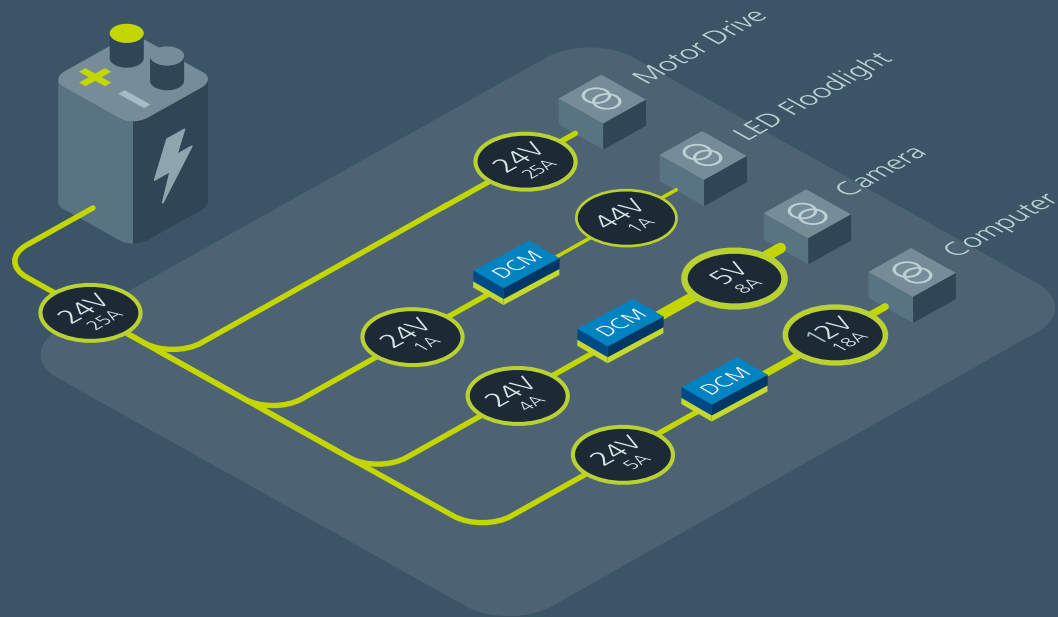 Motor Drive
LED Floodlight
Camera
Computer
24V
25A
44V
1A
DCM
5V
8A
24V
25A
24V
1A
DCM
12V
18A
24V
4A
DCM
24V
5A